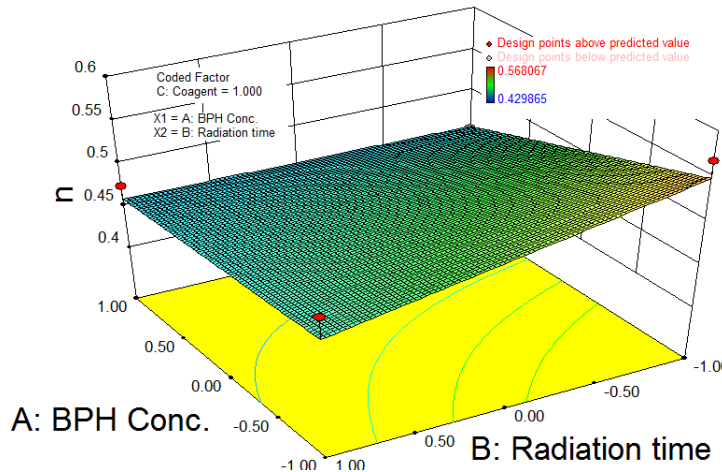 Design points above predicted value
Design points below predicted value
0.568067
0.429865
Coded Factor
C: Coagent = 1.000
X1 = A: BPH Conc.
X2 = B: Radiation time
0.6
0.55
0.5
0.45
0.4
n
1.00
0.50
0.00
-0.50
-1.00
A: BPH Conc.
1.00
0.50
0.00
-0.50
-1.00
B: Radiation time